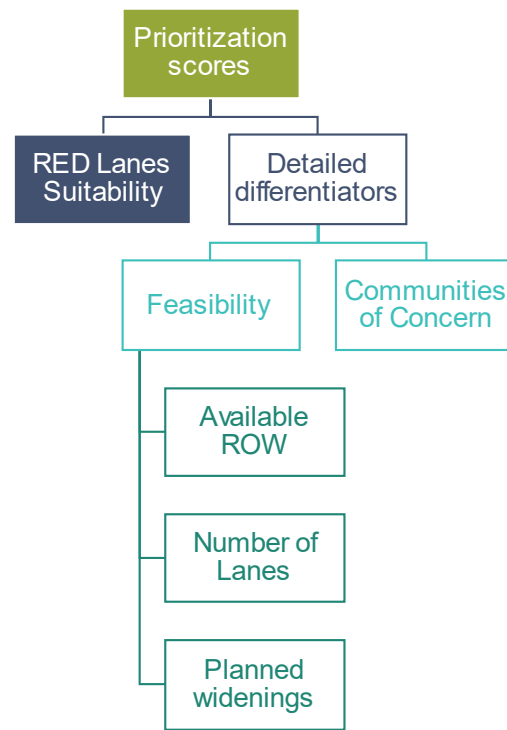 Prioritization
scores
RED Lanes
Suitability
Detailed
differentiators
Feasibility
Communities
of Concern
Available
ROW
Number of
Lanes
Planned
widenings